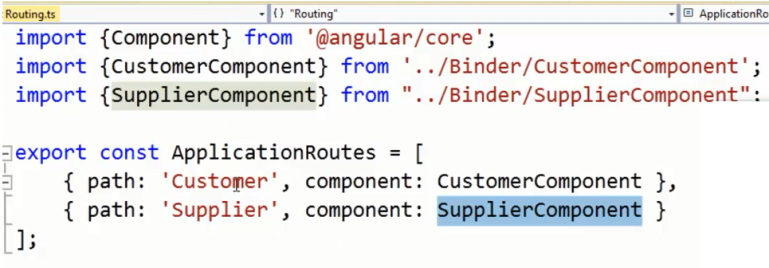 Routing.ts {} "Routing" ApplicationRo
import {Component} from '@angular/core';
import {CustomerComponent} from '../Binder/CustomerComponent';
import {SupplierComponent} from "../Binder/SupplierComponent";
export const ApplicationRoutes = [
{ path: 'Customer', component: CustomerComponent },
{ path: 'Supplier', component: SupplierComponent }
];